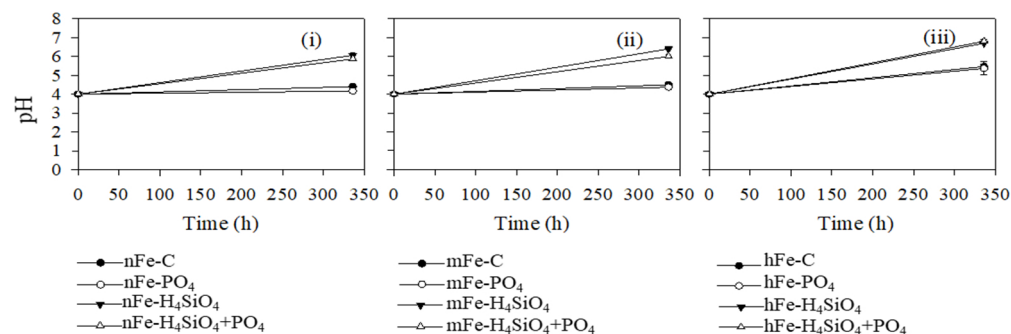 8
7
6
5
4
3
2
1
0
pH
(i)
(ii)
(iii)
0 50 100 150 200 250 300 350
0 50 100 150 200 250 300 350
0 50 100 150 200 250 300 350
Time (h)
Time (h)
Time (h)
nFe-C
nFe-PO₄
nFe-H₄SiO₄
nFe-H₄SiO₄+PO₄
mFe-C
mFe-PO₄
mFe-H₄SiO₄
mFe-H₄SiO₄+PO₄
hFe-C
hFe-PO₄
hFe-H₄SiO₄
hFe-H₄SiO₄+PO₄